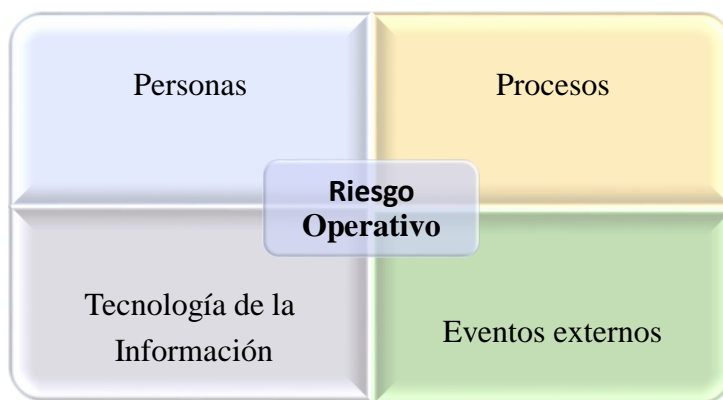 Personas
Procesos
Riesgo
Operativo
Tecnología de la
Información
Eventos externos